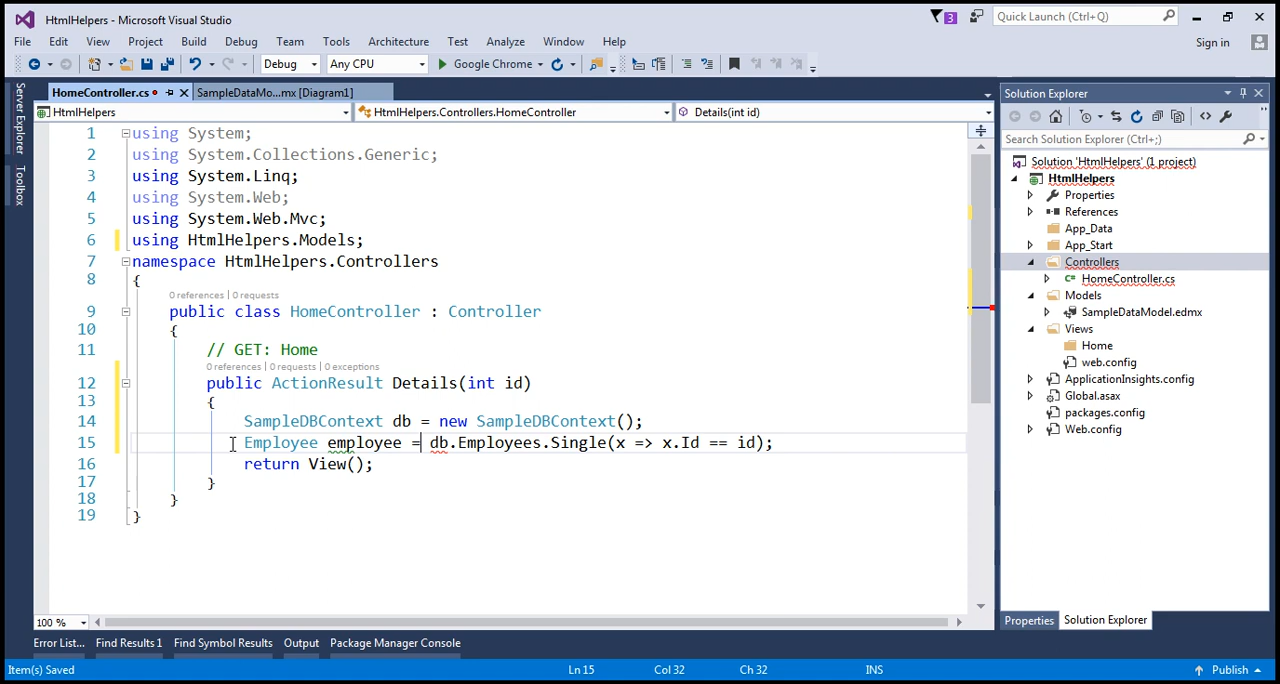 HtmlHelpers - Microsoft Visual Studio
3
Quick Launch (Ctrl+Q)
File Edit View Project Build Debug Team Tools Architecture Test Analyze Window Help
Sign in
Debug Any CPU Google Chrome
Server Explorer
Toolbox
HomeController.cs SampleDataMo...mx [Diagram1]
HtmlHelpers HtmlHelpers.Controllers.HomeController Details(int id)
1 using System;
2 using System.Collections.Generic;
3 using System.Linq;
4 using System.Web;
5 using System.Web.Mvc;
6 using HtmlHelpers.Models;
7 namespace HtmlHelpers.Controllers
8 {
0 references | 0 requests
9 public class HomeController : Controller
10 {
11 // GET: Home
0 references | 0 requests | 0 exceptions
12 public ActionResult Details(int id)
13 {
14 SampleDBContext db = new SampleDBContext();
15 Employee employee = db.Employees.Single(x => x.Id == id);
16 return View();
17 }
18 }
19 }
100 %
Solution Explorer
Search Solution Explorer (Ctrl+;)
Solution 'HtmlHelpers' (1 project)
HtmlHelpers
Properties
References
App_Data
App_Start
Controllers
C# HomeController.cs
Models
SampleDataModel.edmx
Views
Home
web.config
ApplicationInsights.config
Global.asax
packages.config
Web.config
Properties Solution Explorer
Error List... Find Results 1 Find Symbol Results Output Package Manager Console
Item(s) Saved Ln 15 Col 32 Ch 32 INS Publish